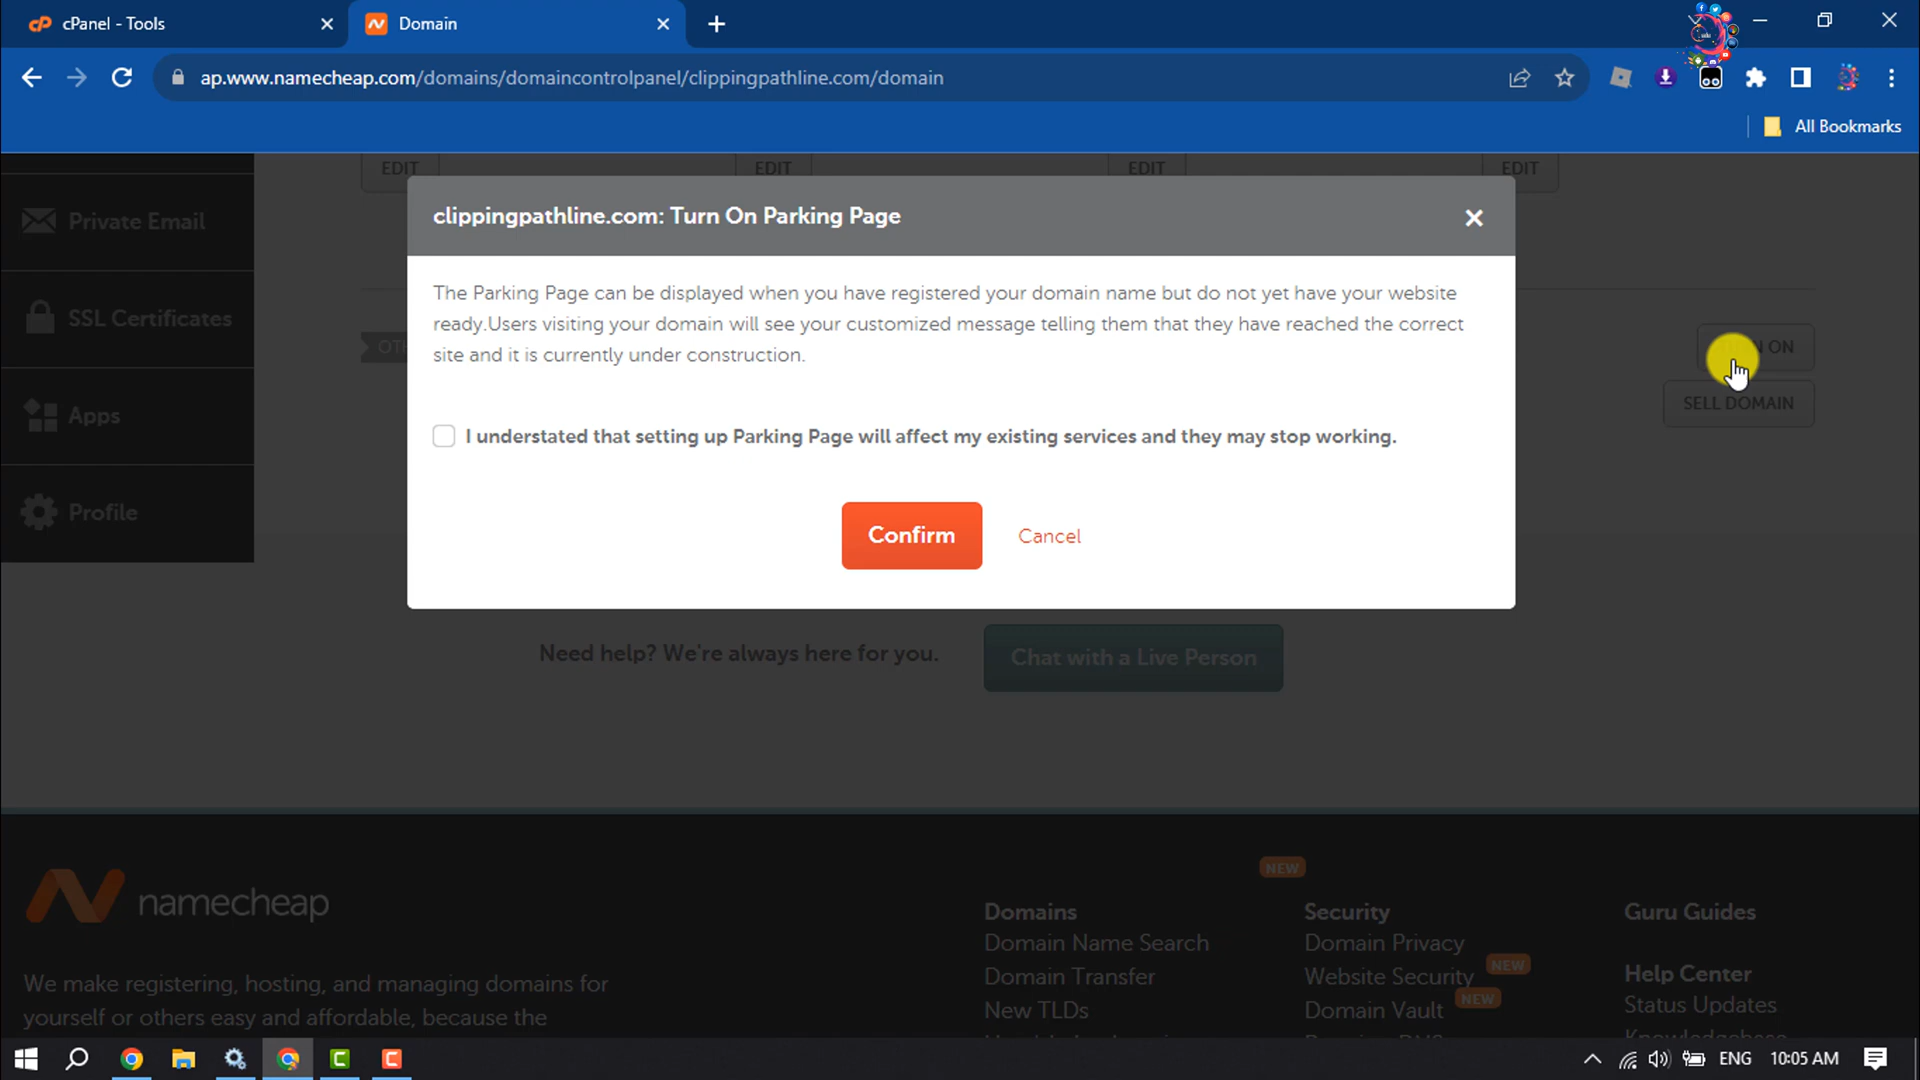 cPanel - Tools
Domain
ap.www.namecheap.com/domains/domaincontrolpanel/clippingpathline.com/domain
All Bookmarks
EDIT EDIT EDIT EDIT
clippingpathline.com: Turn On Parking Page
The Parking Page can be displayed when you have registered your domain name but do not yet have your website
ready.Users visiting your domain will see your customized message telling them that they have reached the correct
site and it is currently under construction.
I understated that setting up Parking Page will affect my existing services and they may stop working.
Confirm Cancel
Private Email
SSL Certificates
Apps
Profile
ON
SELL DOMAIN
Need help? We're always here for you.
Chat with a Live Person
namecheap
We make registering, hosting, and managing domains for
yourself or others easy and affordable, because the
NEW
Domains
Domain Name Search
Domain Transfer
New TLDs
Security
Domain Privacy
Website Security NEW
Domain Vault NEW
Guru Guides
Help Center
Status Updates
Knowledgebase
ENG 10:05 AM